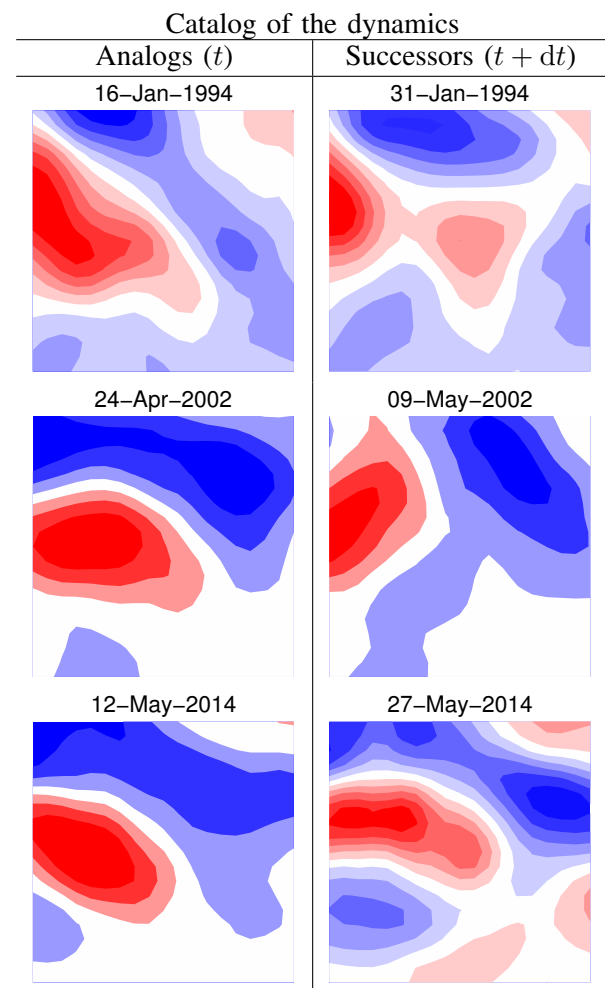 Catalog of the dynamics
Analogs (t) Successors (t + dt)
16−Jan−1994 31−Jan−1994
24−Apr−2002 09−May−2002
12−May−2014 27−May−2014